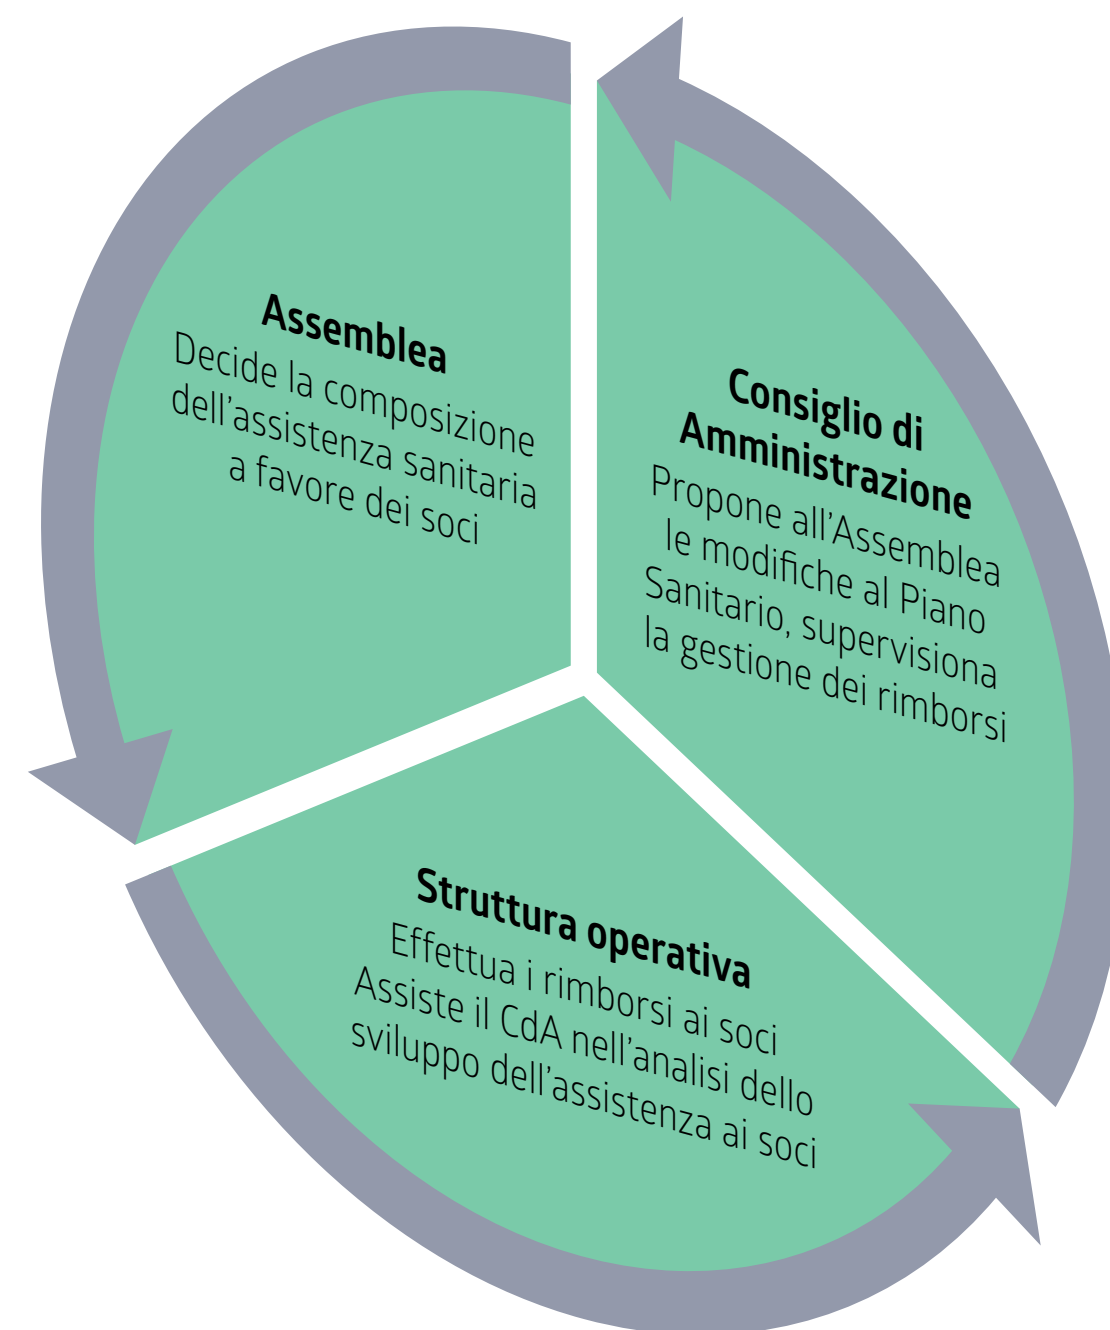 Assemblea
Decide la composizione
dell’assistenza sanitaria
a favore dei soci
Consiglio di
Amministrazione
Propone all’Assemblea
le modifiche al Piano
Sanitario, supervisiona
la gestione dei rimborsi
Struttura operativa
Effettua i rimborsi ai soci
Assiste il CdA nell’analisi dello
sviluppo dell’assistenza ai soci